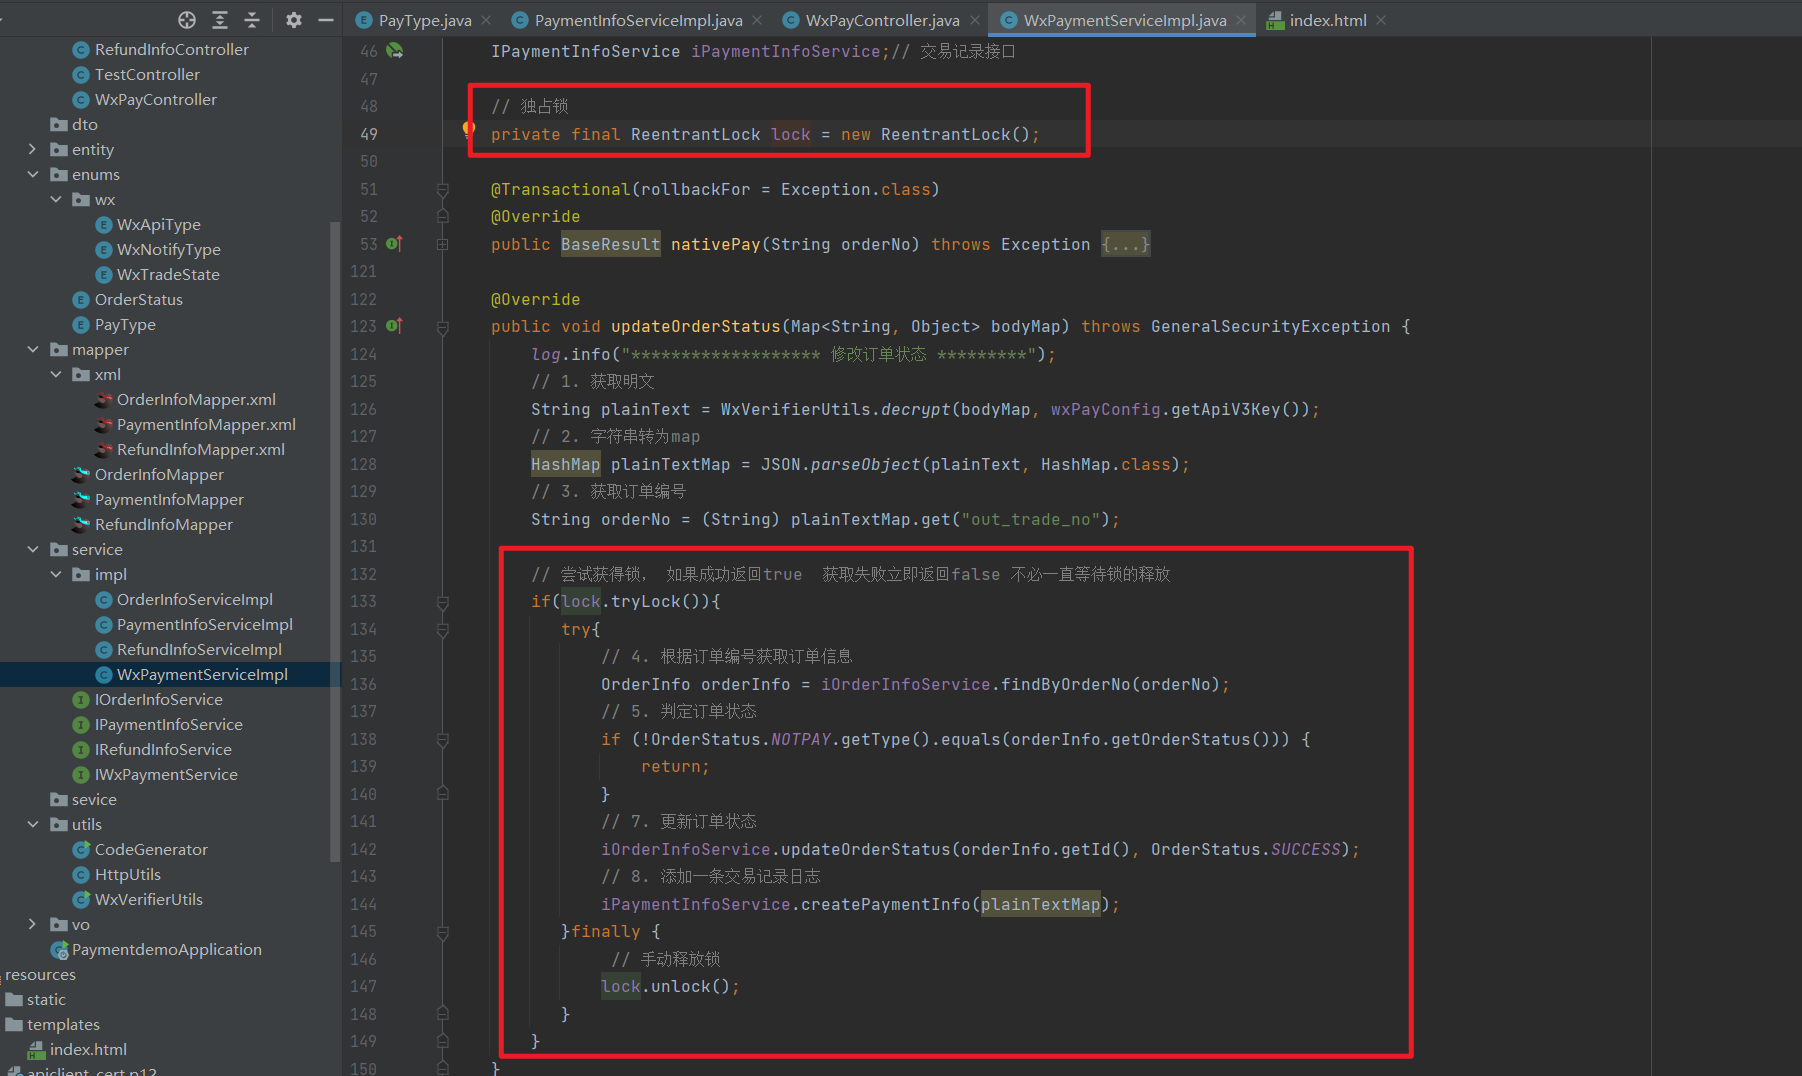 PayType.java
PaymentInfoServiceImpl.java
WxPayController.java
WxPaymentServiceImpl.java
index.html
RefundInfoController
TestController
WxPayController
dto
entity
enums
wx
WxApiType
WxNotifyType
WxTradeState
OrderStatus
PayType
mapper
xml
OrderInfoMapper.xml
PaymentInfoMapper.xml
RefundInfoMapper.xml
OrderInfoMapper
PaymentInfoMapper
RefundInfoMapper
service
impl
OrderInfoServiceImpl
PaymentInfoServiceImpl
RefundInfoServiceImpl
WxPaymentServiceImpl
IOrderInfoService
IPaymentInfoService
IRefundInfoService
IWxPaymentService
sevice
utils
CodeGenerator
HttpUtils
WxVerifierUtils
vo
PaymentdemoApplication
resources
static
templates
index.html
apiclient_cert.p12
46 IPaymentInfoService iPaymentInfoService;// 交易记录接口
47
48 // 独占锁
49 private final ReentrantLock lock = new ReentrantLock();
50
51 @Transactional(rollbackFor = Exception.class)
52 @Override
53 public BaseResult nativePay(String orderNo) throws Exception {...}
121
122 @Override
123 public void updateOrderStatus(Map<String, Object> bodyMap) throws GeneralSecurityException {
124 log.info("******************* 修改订单状态 *********");
125 // 1. 获取明文
126 String plainText = WxVerifierUtils.decrypt(bodyMap, wxPayConfig.getApiV3Key());
127 // 2. 字符串转为map
128 HashMap plainTextMap = JSON.parseObject(plainText, HashMap.class);
129 // 3. 获取订单编号
130 String orderNo = (String) plainTextMap.get("out_trade_no");
131
132 // 尝试获得锁， 如果成功返回true 获取失败立即返回false 不必一直等待锁的释放
133 if(lock.tryLock()){
134 try{
135 // 4. 根据订单编号获取订单信息
136 OrderInfo orderInfo = iOrderInfoService.findByOrderNo(orderNo);
137 // 5. 判定订单状态
138 if (!OrderStatus.NOTPAY.getType().equals(orderInfo.getOrderStatus())) {
139 return;
140 }
141 // 7. 更新订单状态
142 iOrderInfoService.updateOrderStatus(orderInfo.getId(), OrderStatus.SUCCESS);
143 // 8. 添加一条交易记录日志
144 iPaymentInfoService.createPaymentInfo(plainTextMap);
145 }finally {
146 // 手动释放锁
147 lock.unlock();
148 }
149 }
150 }